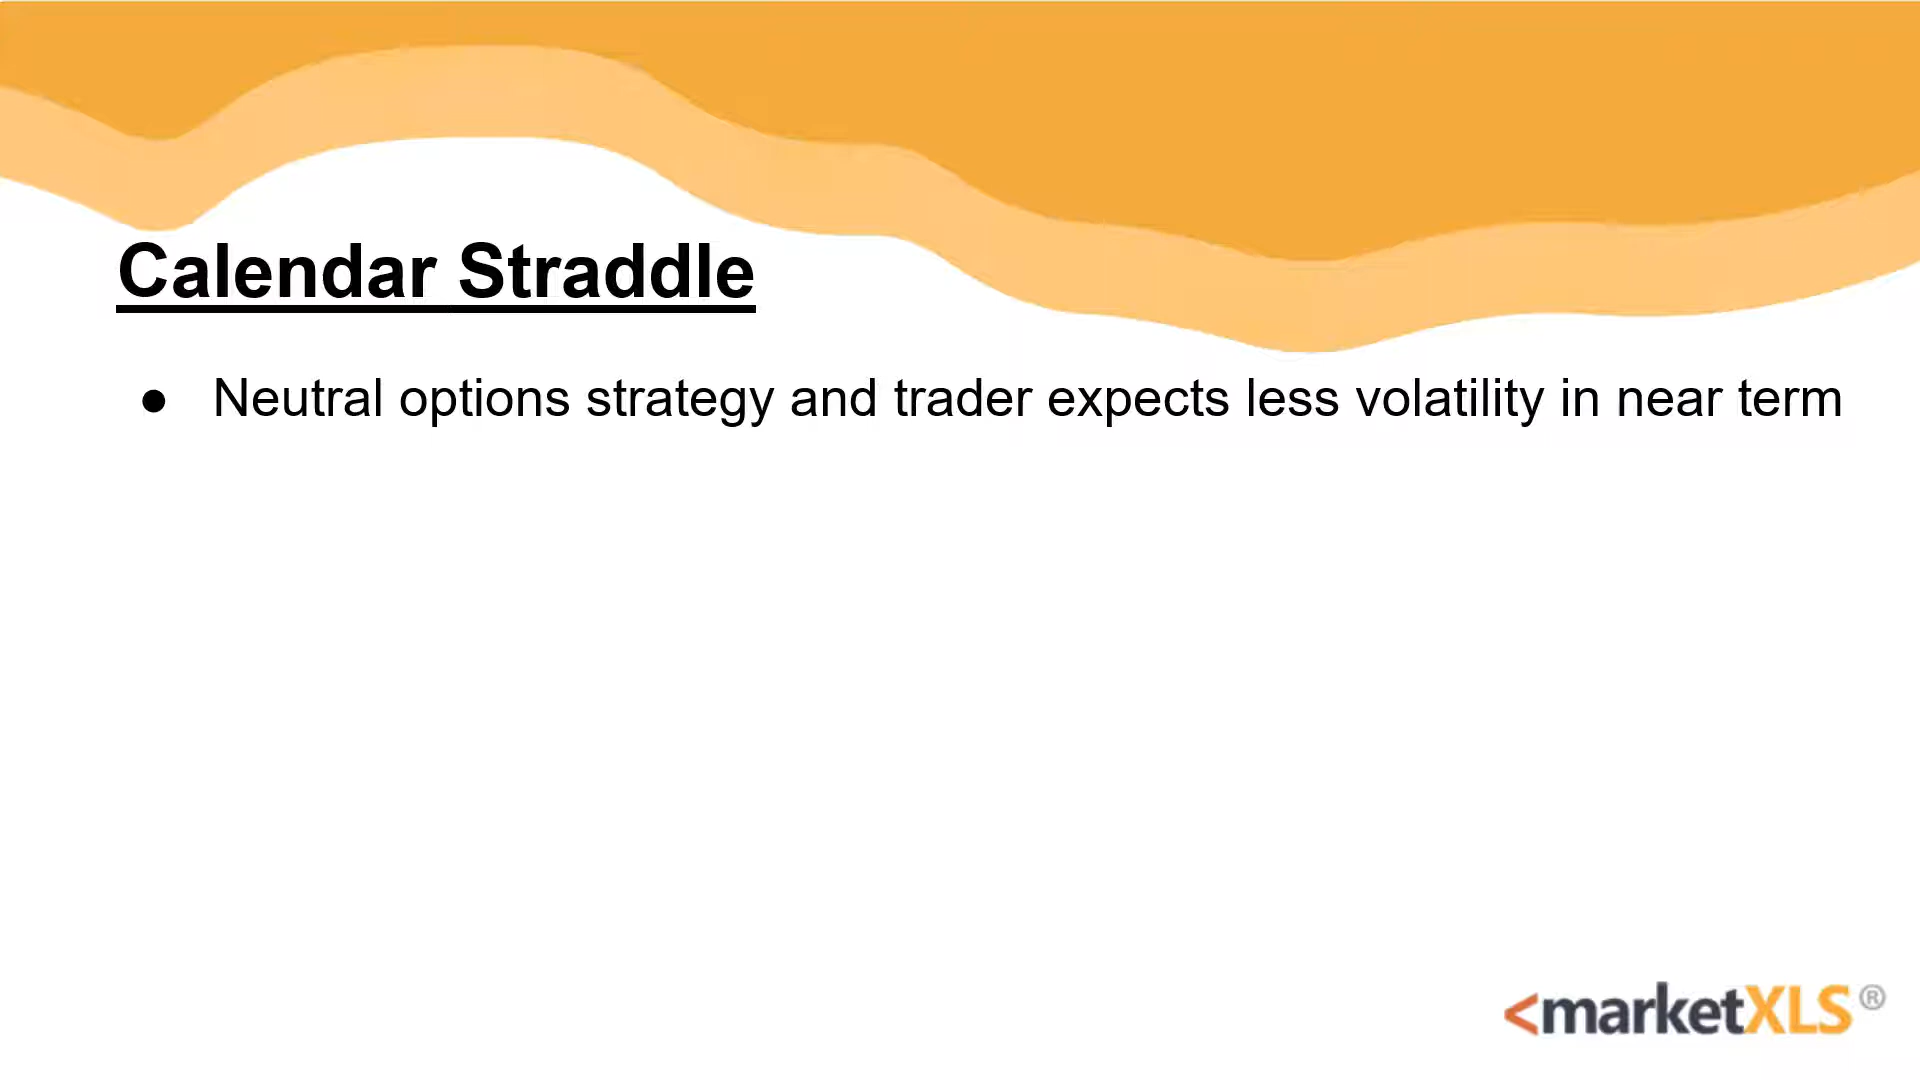 Calendar Straddle
● Neutral options strategy and trader expects less volatility in near term
<marketXLS®